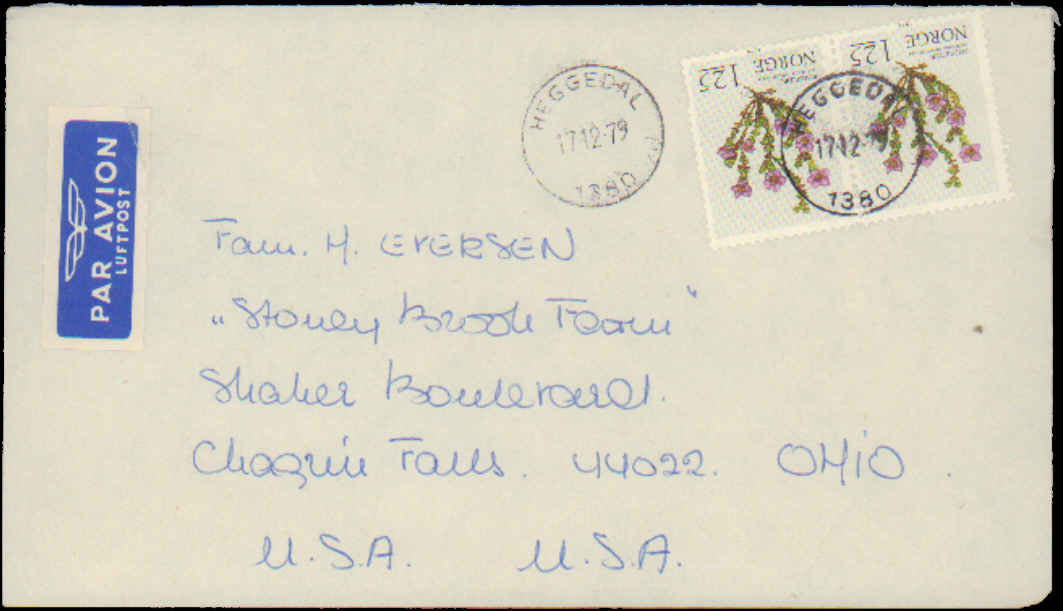 PAR AVION
LUFTPOST
HEGGEDAL
17.12-79
1380
NORGE 125
NORGE 125
HEGGEDAL
17.12-79
1380
Fam. H. EVERSEN
„Stoney Brook Farm"
Shaker Boulevard.
Chagrin Falls. 44022. OHiO.
U.S.A. U.S.A.